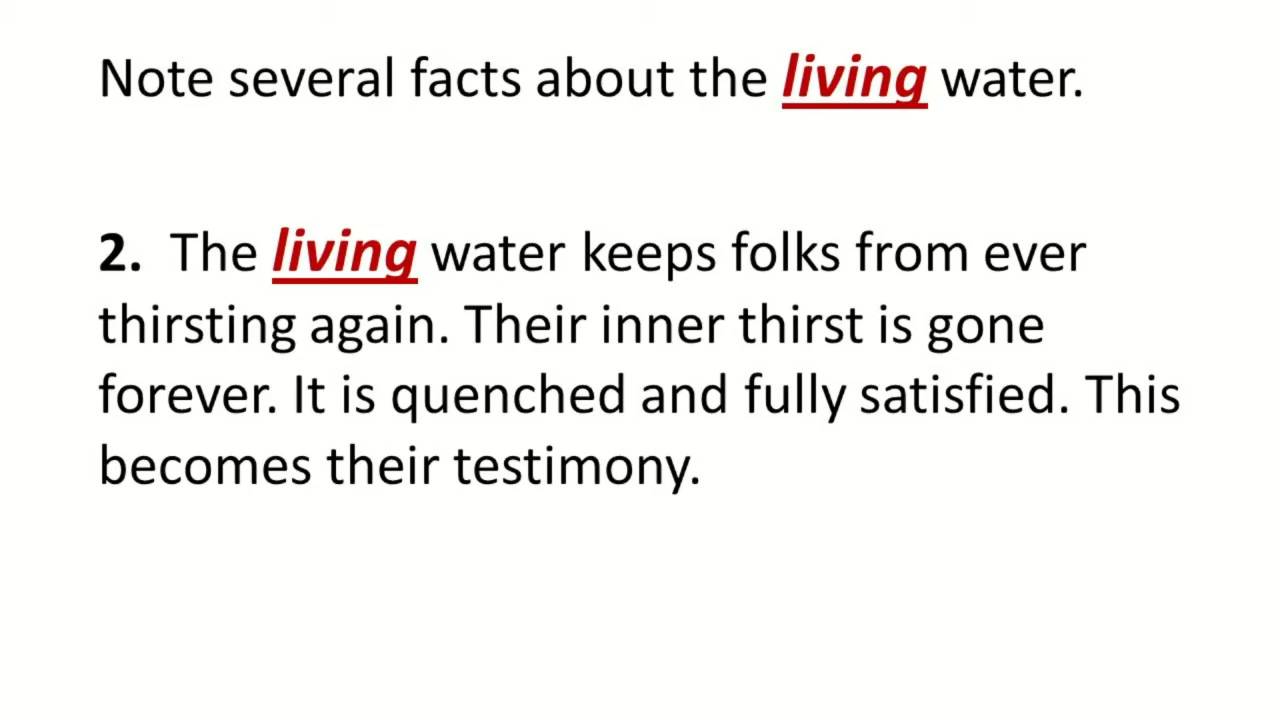 Note several facts about the living water.
2. The living water keeps folks from ever
thirsting again. Their inner thirst is gone
forever. It is quenched and fully satisfied. This
becomes their testimony.